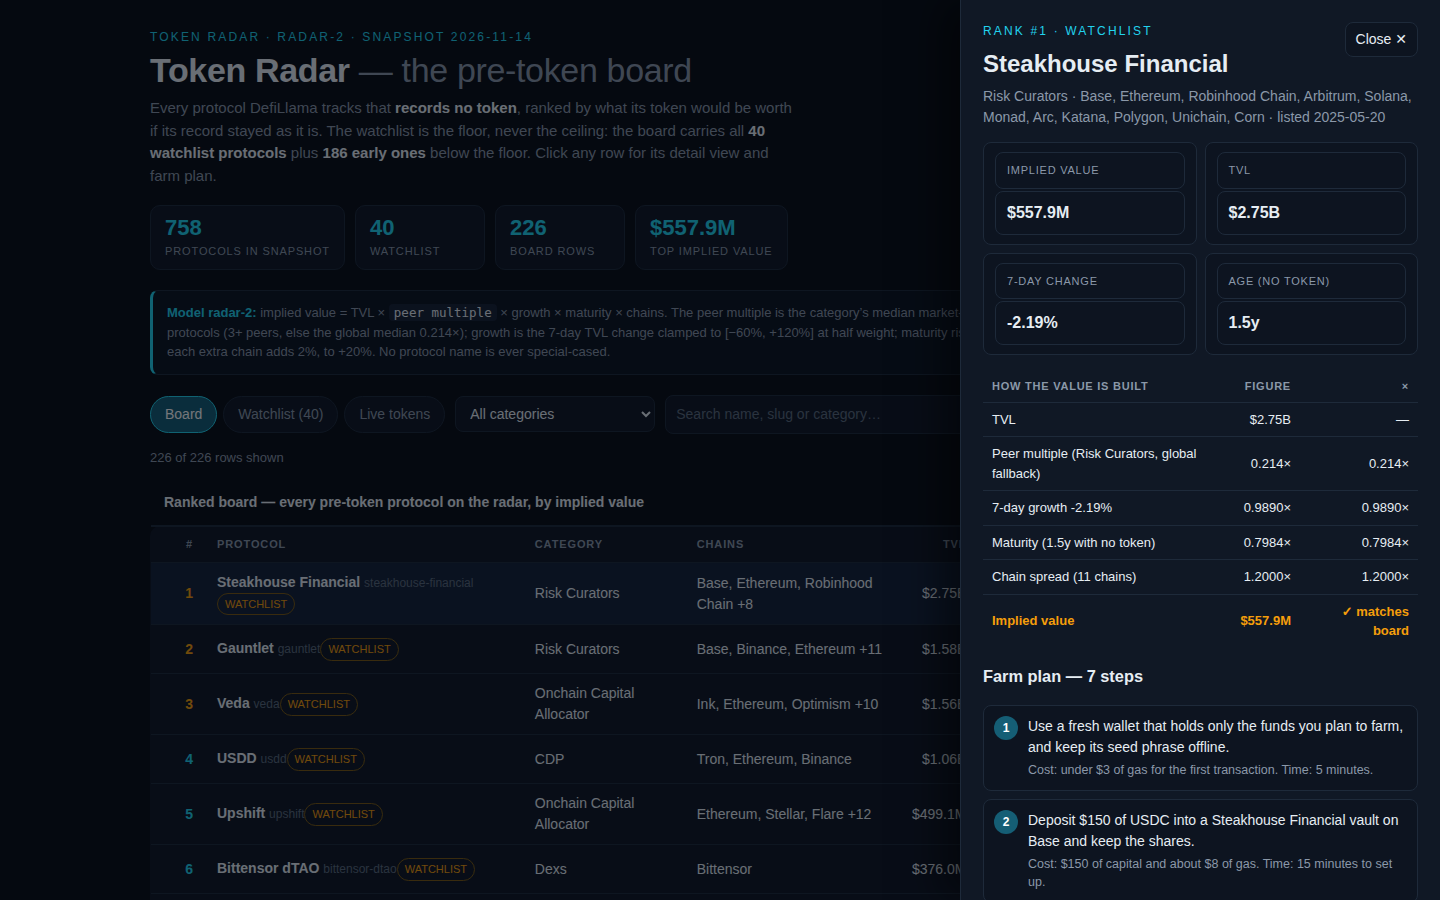 TOKEN RADAR · RADAR-2 · SNAPSHOT 2026-11-14
Token Radar — the pre-token board
Every protocol DefiLlama tracks that records no token, ranked by what its token would be worth
if its record stayed as it is. The watchlist is the floor, never the ceiling: the board carries all 40
watchlist protocols plus 186 early ones below the floor. Click any row for its detail view and
farm plan.
758
PROTOCOLS IN SNAPSHOT
40
WATCHLIST
226
BOARD ROWS
$557.9M
TOP IMPLIED VALUE
Model radar-2: implied value = TVL × peer multiple × growth × maturity × chains. The peer multiple is the category's median market-
protocols (3+ peers, else the global median 0.214×); growth is the 7-day TVL change clamped to [−60%, +120%] at half weight; maturity
each extra chain adds 2%, to +20%. No protocol name is ever special-cased.
Board
Watchlist (40)
Live tokens
All categories
Search name, slug or category…
226 of 226 rows shown
Ranked board — every pre-token protocol on the radar, by implied value
# PROTOCOL CATEGORY CHAINS
1 Steakhouse Financial steakhouse-financial WATCHLIST Risk Curators Base, Ethereum, Robinhood Chain +8 $2.75
2 Gauntlet gauntlet WATCHLIST Risk Curators Base, Binance, Ethereum +11 $1.58
3 Veda veda WATCHLIST Onchain Capital Allocator Ink, Ethereum, Optimism +10 $1.56
4 USDD usdd WATCHLIST CDP Tron, Ethereum, Binance $1.06
5 Upshift upshift WATCHLIST Onchain Capital Allocator Ethereum, Stellar, Flare +12 $499.1
6 Bittensor dTAO bittensor-dtao WATCHLIST Dexs Bittensor $376.0
RANK #1 · WATCHLIST
Close ✕
Steakhouse Financial
Risk Curators · Base, Ethereum, Robinhood Chain, Arbitrum, Solana,
Monad, Arc, Katana, Polygon, Unichain, Corn · listed 2025-05-20
IMPLIED VALUE
$557.9M
TVL
$2.75B
7-DAY CHANGE
-2.19%
AGE (NO TOKEN)
1.5y
HOW THE VALUE IS BUILT FIGURE ×
TVL $2.75B —
Peer multiple (Risk Curators, global fallback) 0.214× 0.214×
7-day growth -2.19% 0.9890× 0.9890×
Maturity (1.5y with no token) 0.7984× 0.7984×
Chain spread (11 chains) 1.2000× 1.2000×
Implied value $557.9M ✓ matches board
Farm plan — 7 steps
1
Use a fresh wallet that holds only the funds you plan to farm,
and keep its seed phrase offline.
Cost: under $3 of gas for the first transaction. Time: 5 minutes.
2
Deposit $150 of USDC into a Steakhouse Financial vault on
Base and keep the shares.
Cost: $150 of capital and about $8 of gas. Time: 15 minutes to set
up.